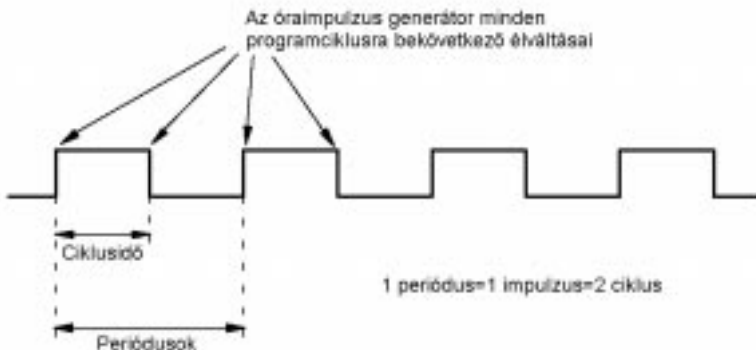 Az óraimpulzus generátor minden
programciklusra bekövetkező élváltásai
Ciklusidő
1 periódus=1 impulzus=2 ciklus
Periódusok